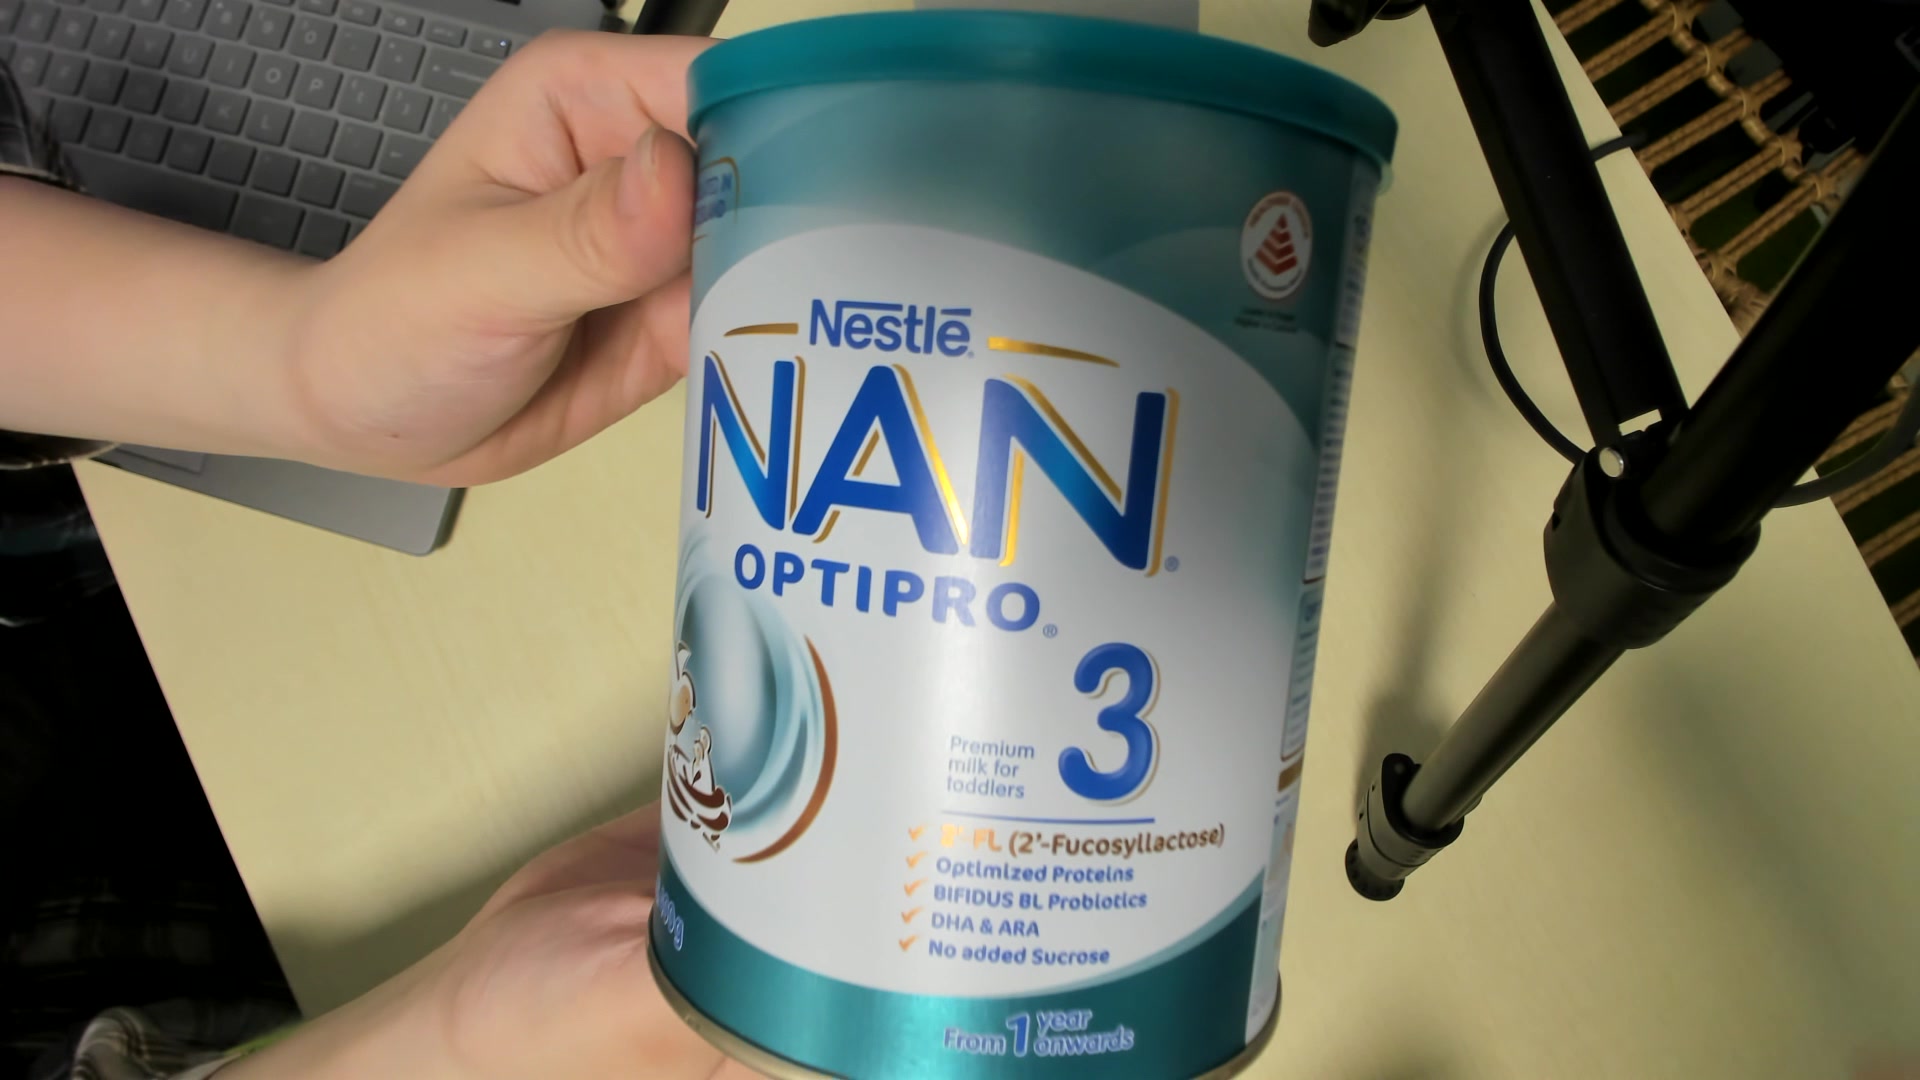 Nestlé
NAN
OPTIPRO®
3
Premium
milk for
toddlers
2'-FL (2'-Fucosyllactose)
Optimized Proteins
BIFIDUS BL Probiotics
DHA & ARA
No added Sucrose
From 1 year
onwards